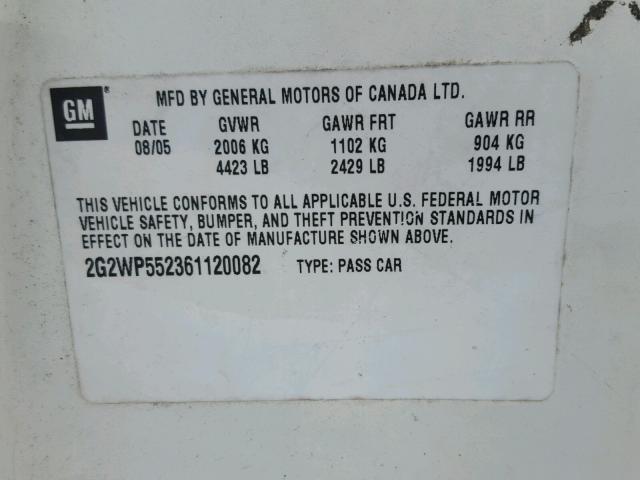 GM®
MFD BY GENERAL MOTORS OF CANADA LTD.
DATE GVWR GAWR FRT GAWR RR
08/05 2006 KG 1102 KG 904 KG
4423 LB 2429 LB 1994 LB
THIS VEHICLE CONFORMS TO ALL APPLICABLE U.S. FEDERAL MOTOR
VEHICLE SAFETY, BUMPER, AND THEFT PREVENTION STANDARDS IN
EFFECT ON THE DATE OF MANUFACTURE SHOWN ABOVE.
2G2WP552361120082 TYPE: PASS CAR